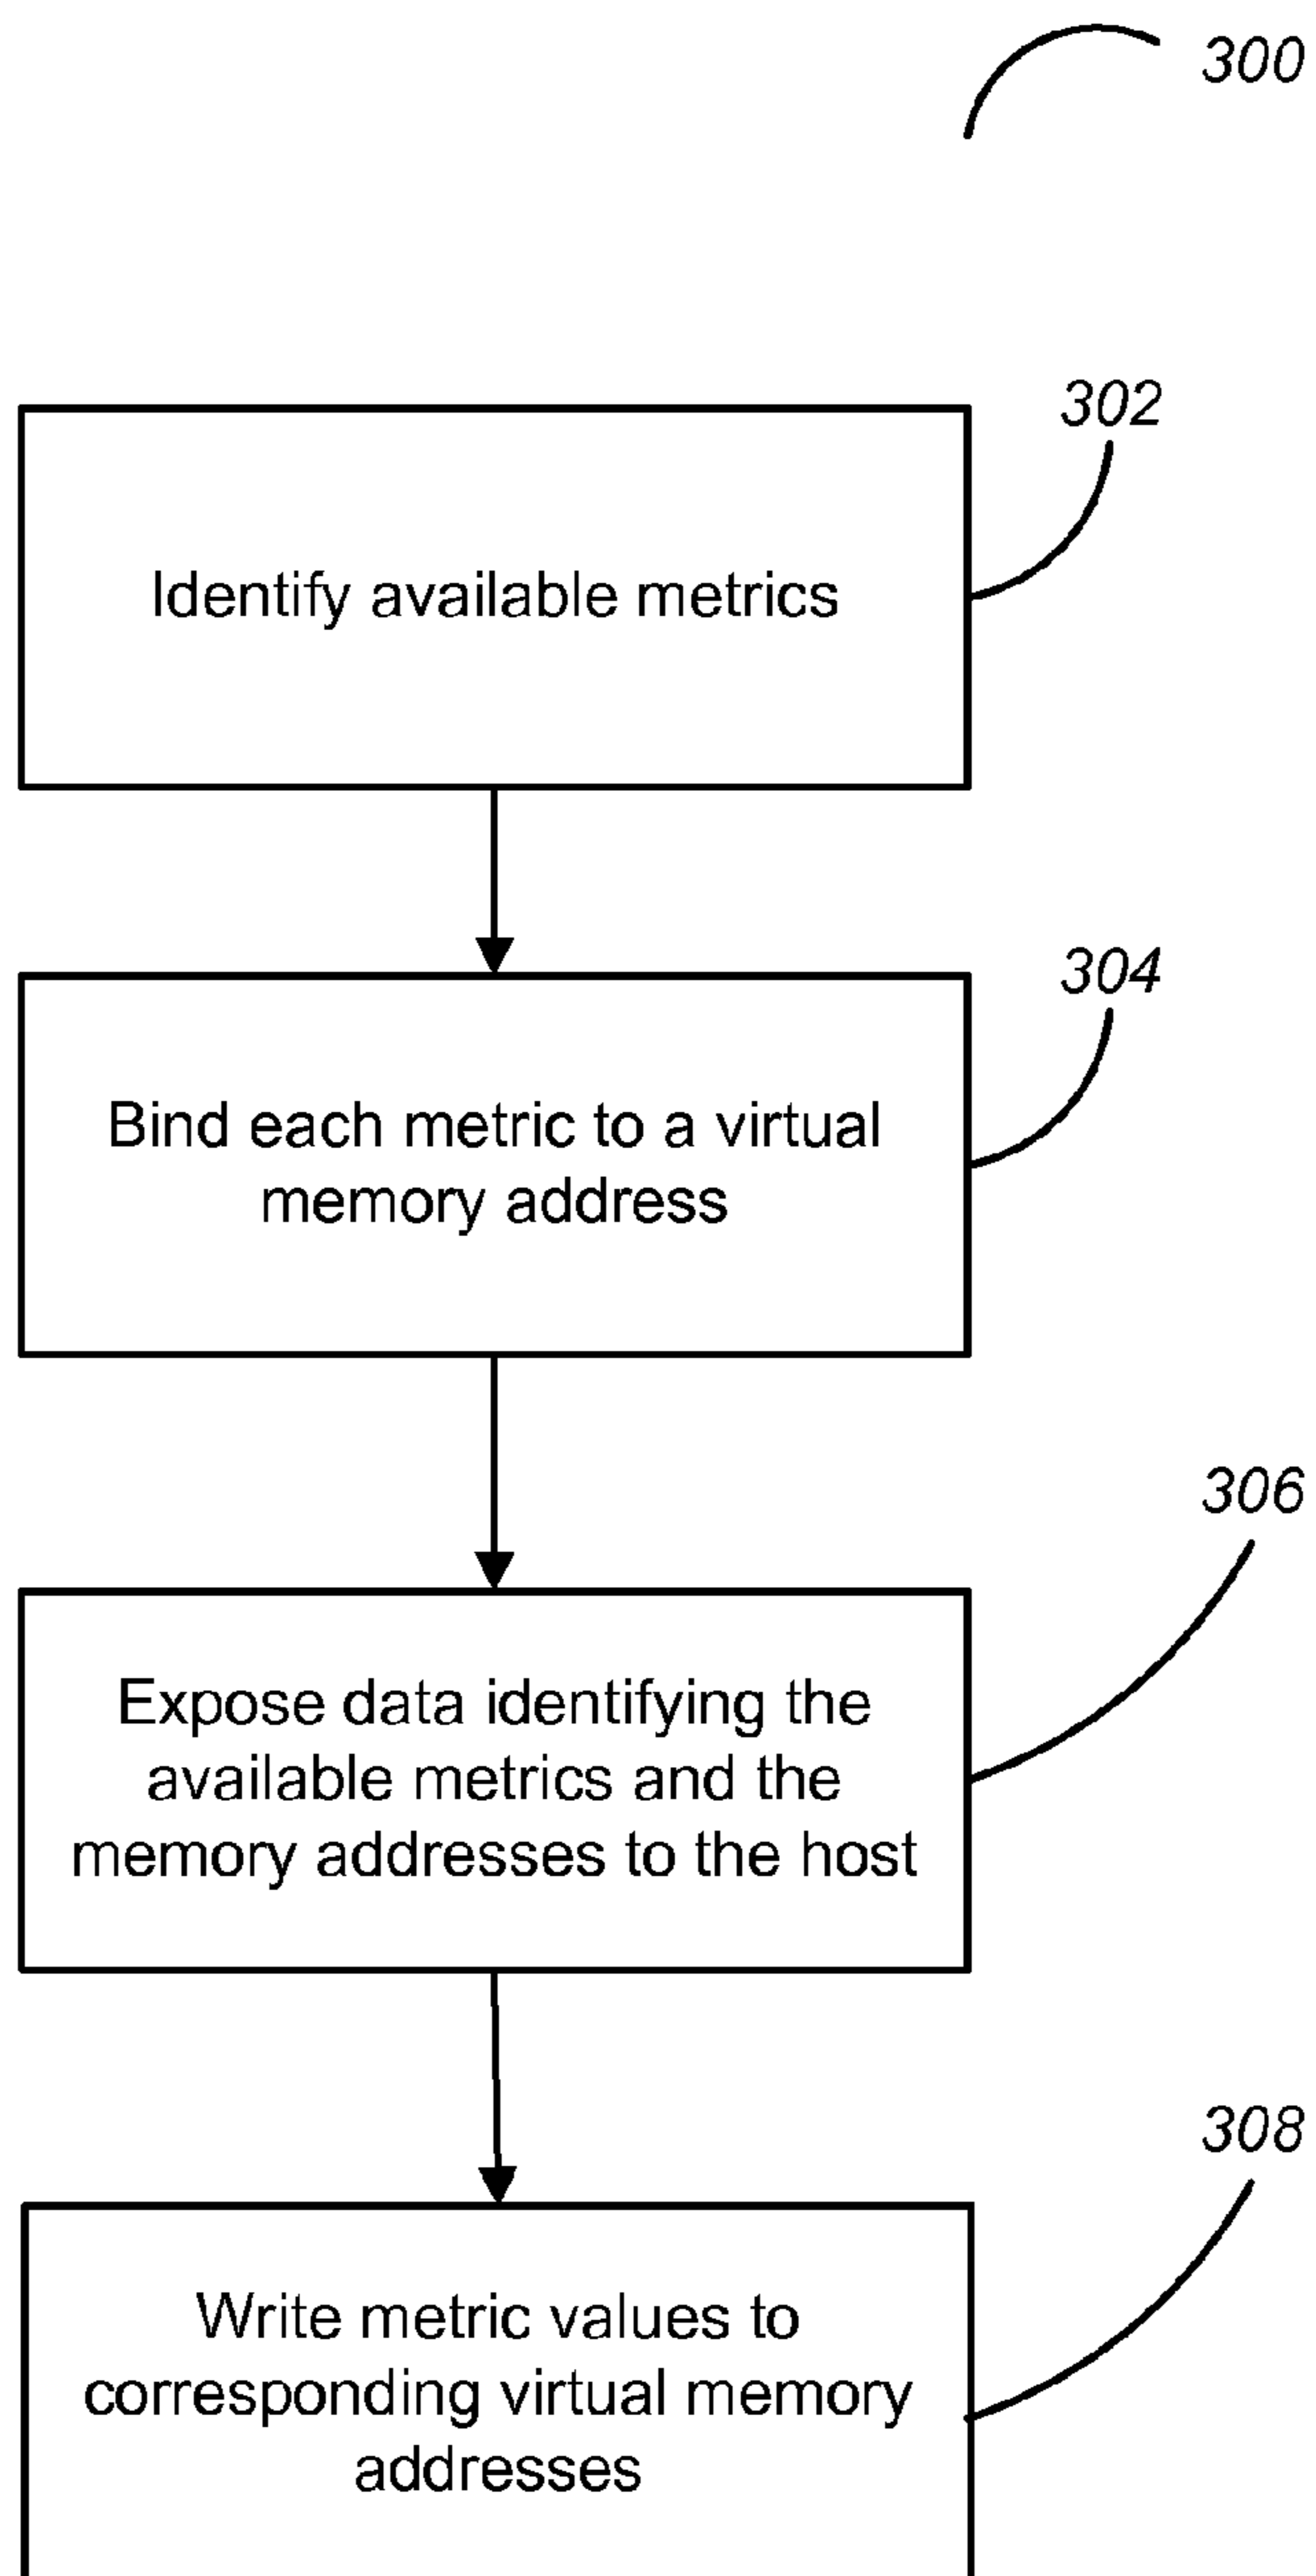 300
302
Identify available metrics
304
Bind each metric to a virtual
memory address
306
Expose data identifying the
available metrics and the
memory addresses to the host
308
Write metric values to
corresponding virtual memory
addresses